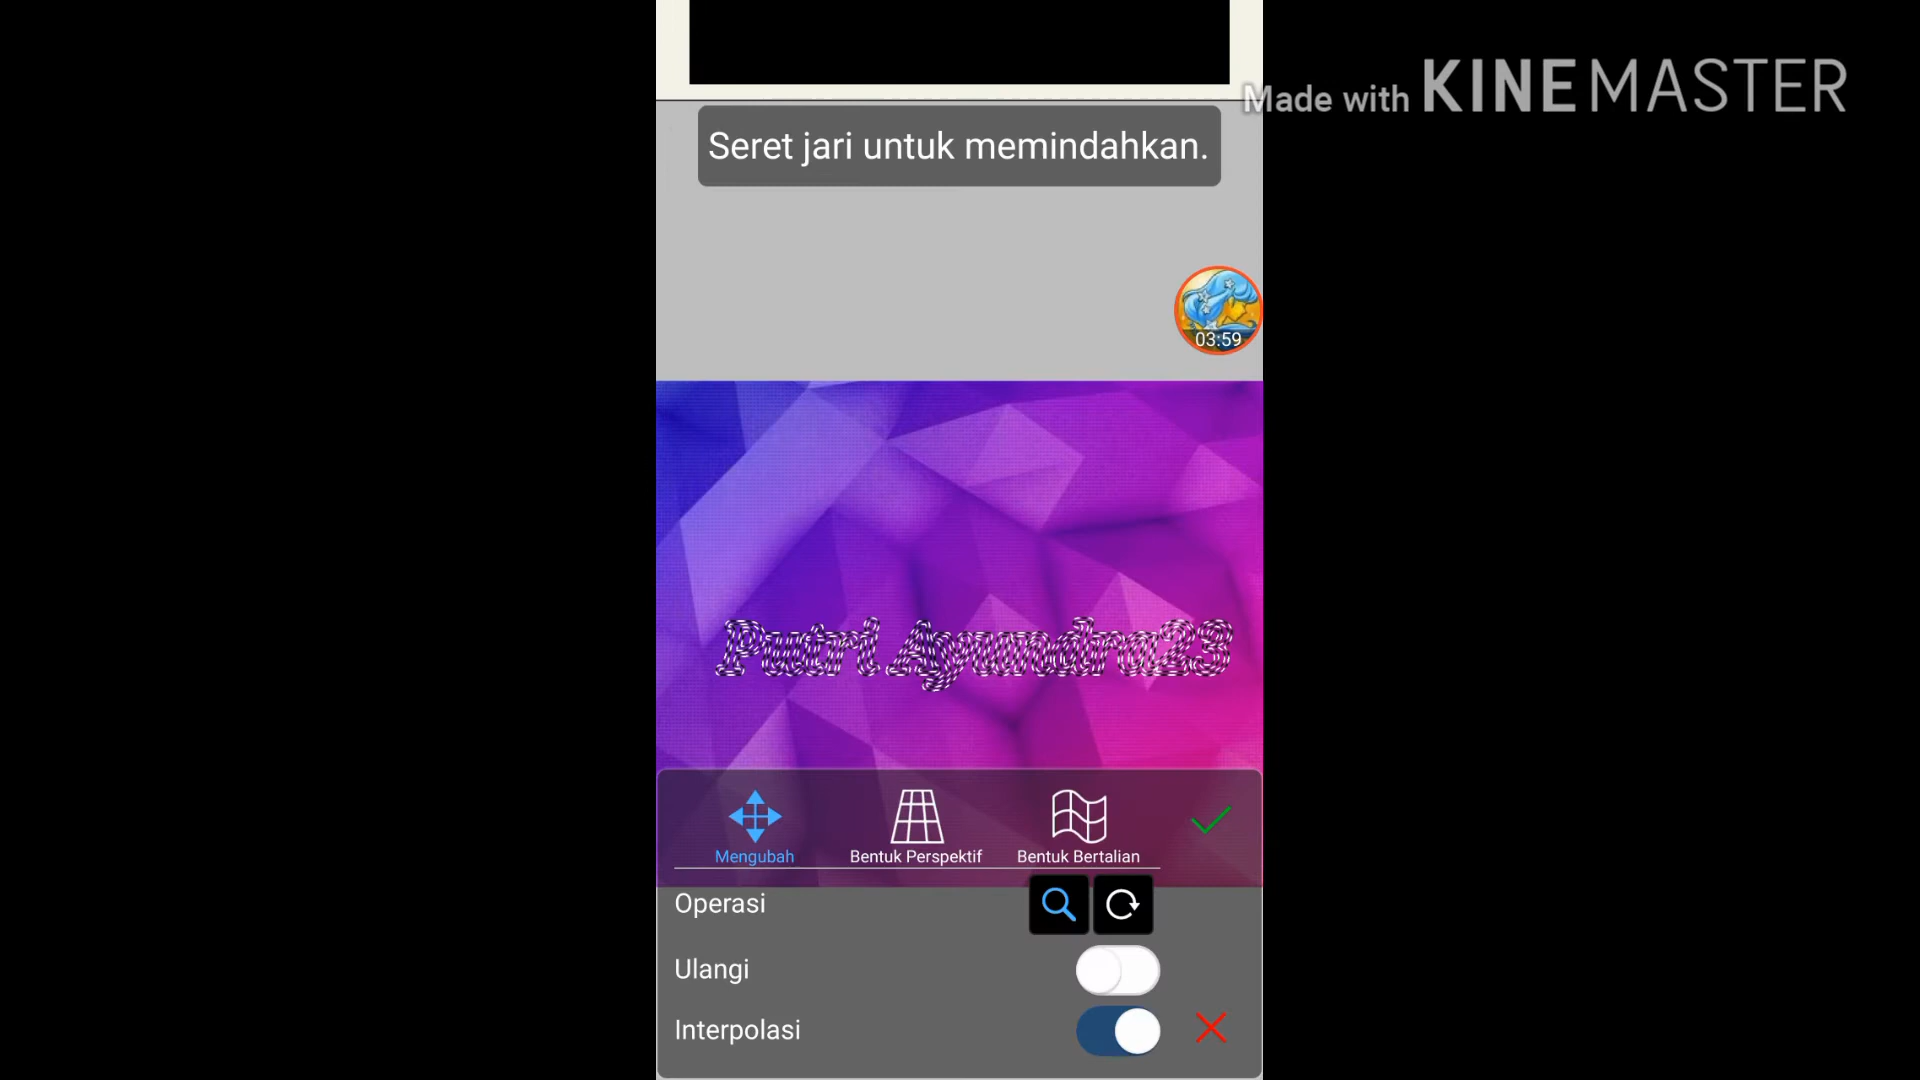 Made with KINEMASTER
Seret jari untuk memindahkan.
03:59
Putri Ayundra23
Mengubah
Bentuk Perspektif
Bentuk Bertalian
Operasi
Ulangi
Interpolasi